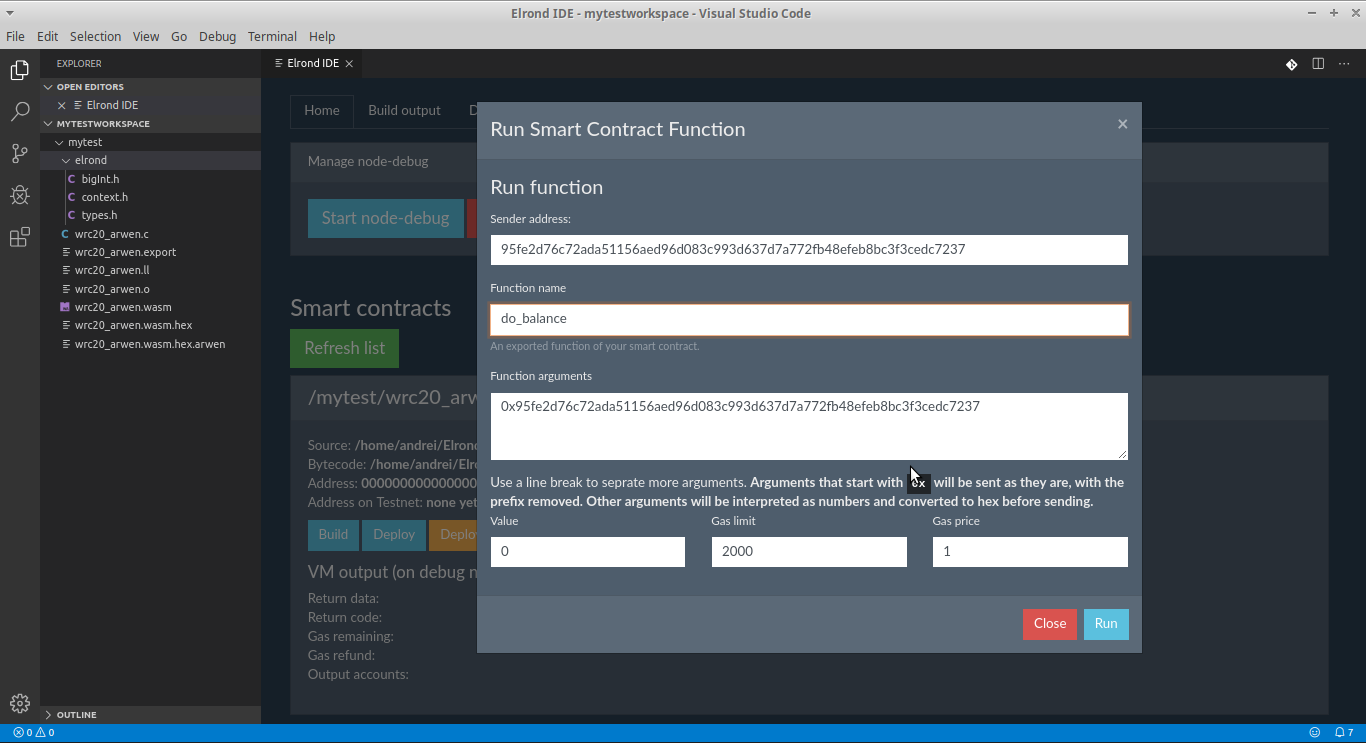 Elrond IDE - mytestworkspace - Visual Studio Code
File Edit Selection View Go Debug Terminal Help
EXPLORER
OPEN EDITORS
Elrond IDE
MYTESTWORKSPACE
mytest
elrond
bigInt.h
context.h
types.h
wrc20_arwen.c
wrc20_arwen.export
wrc20_arwen.ll
wrc20_arwen.o
wrc20_arwen.wasm
wrc20_arwen.wasm.hex
wrc20_arwen.wasm.hex.arwen
OUTLINE
Elrond IDE
Home Build output D
Manage node-debug
Start node-debug
Smart contracts
Refresh list
/mytest/wrc20_arw
Source: /home/andrei/Elrond
Bytecode: /home/andrei/Elr
Address: 0000000000000000
Address on Testnet: none yet
Build Deploy Deplo
VM output (on debug n
Return data:
Return code:
Gas remaining:
Gas refund:
Output accounts:
Run Smart Contract Function ×
Run function
Sender address:
95fe2d76c72ada51156aed96d083c993d637d7a772fb48efeb8bc3f3cedc7237
Function name
do_balance
An exported function of your smart contract.
Function arguments
0x95fe2d76c72ada51156aed96d083c993d637d7a772fb48efeb8bc3f3cedc7237
Use a line break to seprate more arguments. Arguments that start with 0x will be sent as they are, with the
prefix removed. Other arguments will be interpreted as numbers and converted to hex before sending.
Value Gas limit Gas price
0 2000 1
Close Run
0 0 7